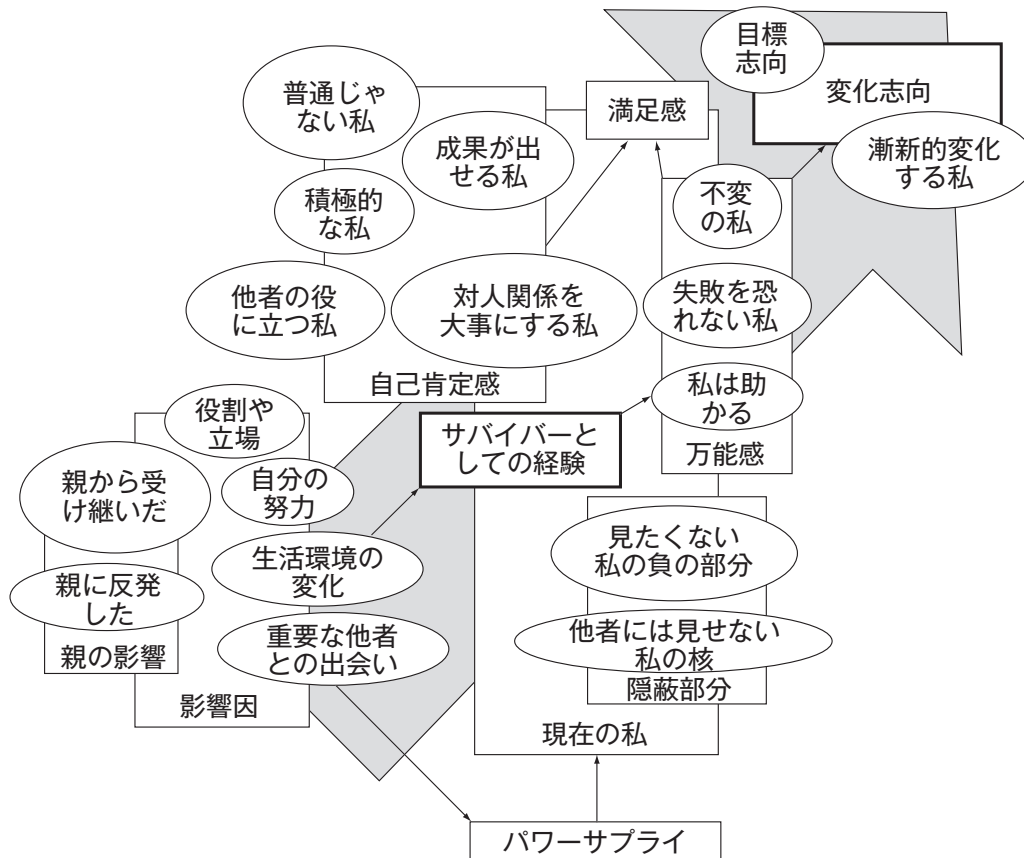 目標
志向
変化志向
漸新的変化
する私
満足感
普通じゃ
ない私
成果が出
せる私
積極的
な私
不変
の私
他者の役
に立つ私
対人関係を
大事にする私
失敗を恐
れない私
自己肯定感
私は助
かる
万能感
役割や
立場
サバイバーと
しての経験
親から受
け継いだ
自分の
努力
生活環境の
変化
見たくない
私の負の部分
親に反発
した
重要な他者
との出会い
他者には見せない
私の核
親の影響
隠蔽部分
影響因
現在の私
パワーサプライ